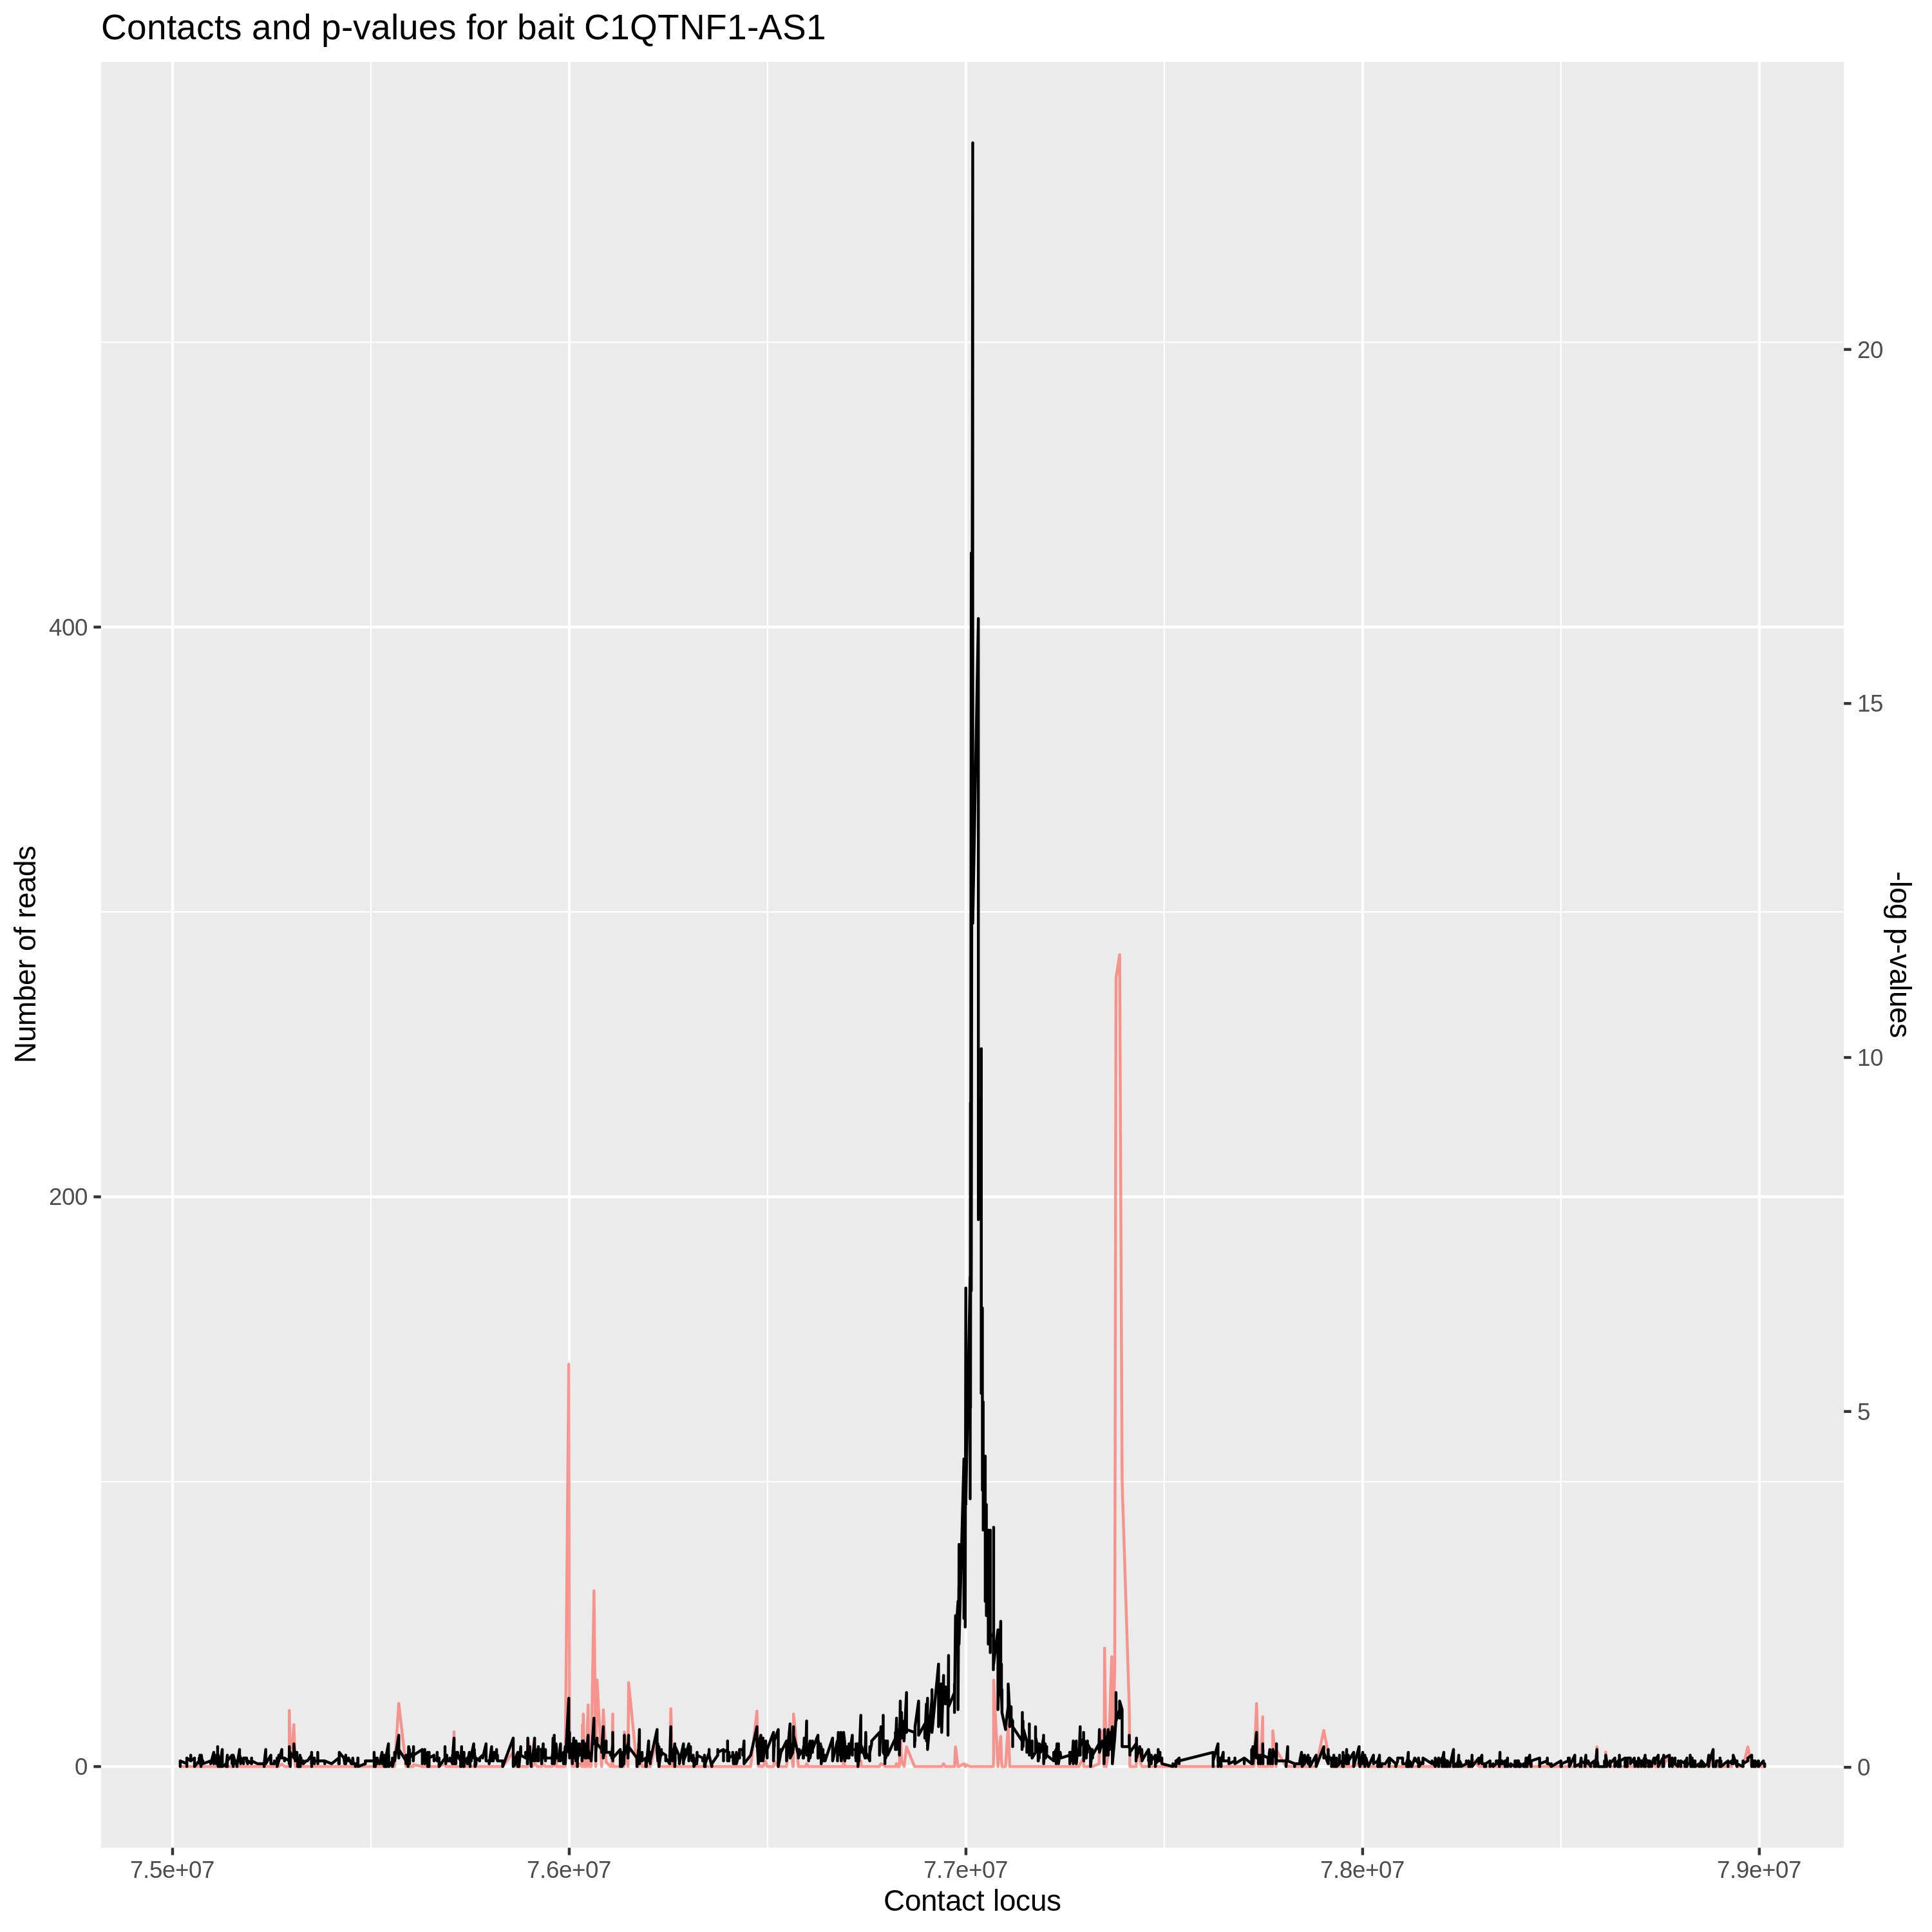 Contacts and p-values for bait C1QTNF1-AS1
Number of reads
400
200
0
20
15
10
5
0
-log p-values
7.5e+07 7.6e+07 7.7e+07 7.8e+07 7.9e+07
Contact locus